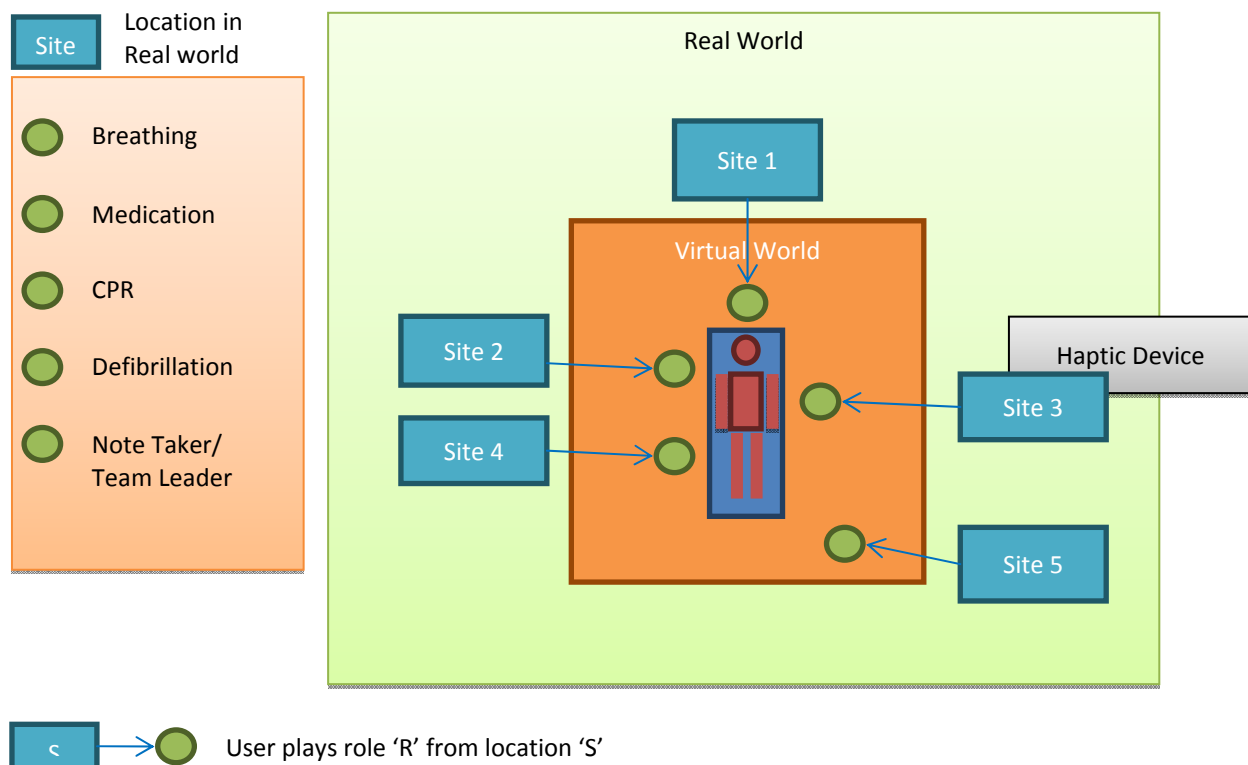 Site
Location in
Real world
Breathing
Medication
CPR
Defibrillation
Note Taker/
Team Leader
Real World
Site 1
Virtual World
Site 2
Haptic Device
Site 3
Site 4
Site 5
S
User plays role ‘R’ from location ‘S’